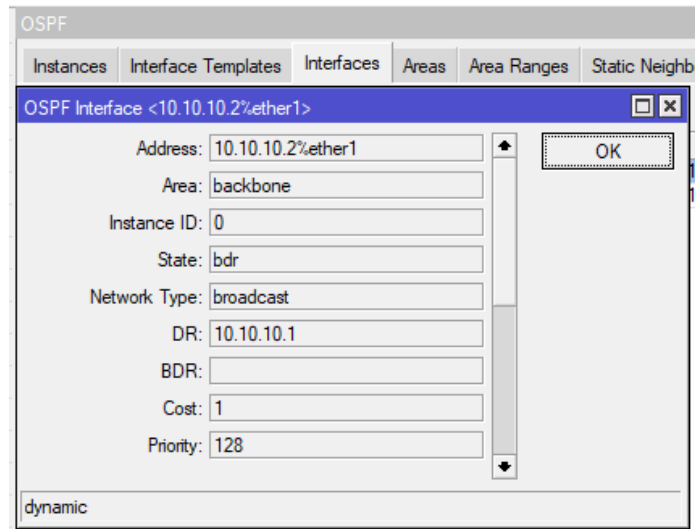 OSPF
Instances Interface Templates Interfaces Areas Area Ranges Static Neighb
OSPF Interface <10.10.10.2%ether1>
Address: 10.10.10.2%ether1
OK
Area: backbone
Instance ID: 0
State: bdr
Network Type: broadcast
DR: 10.10.10.1
BDR:
Cost: 1
Priority: 128
dynamic